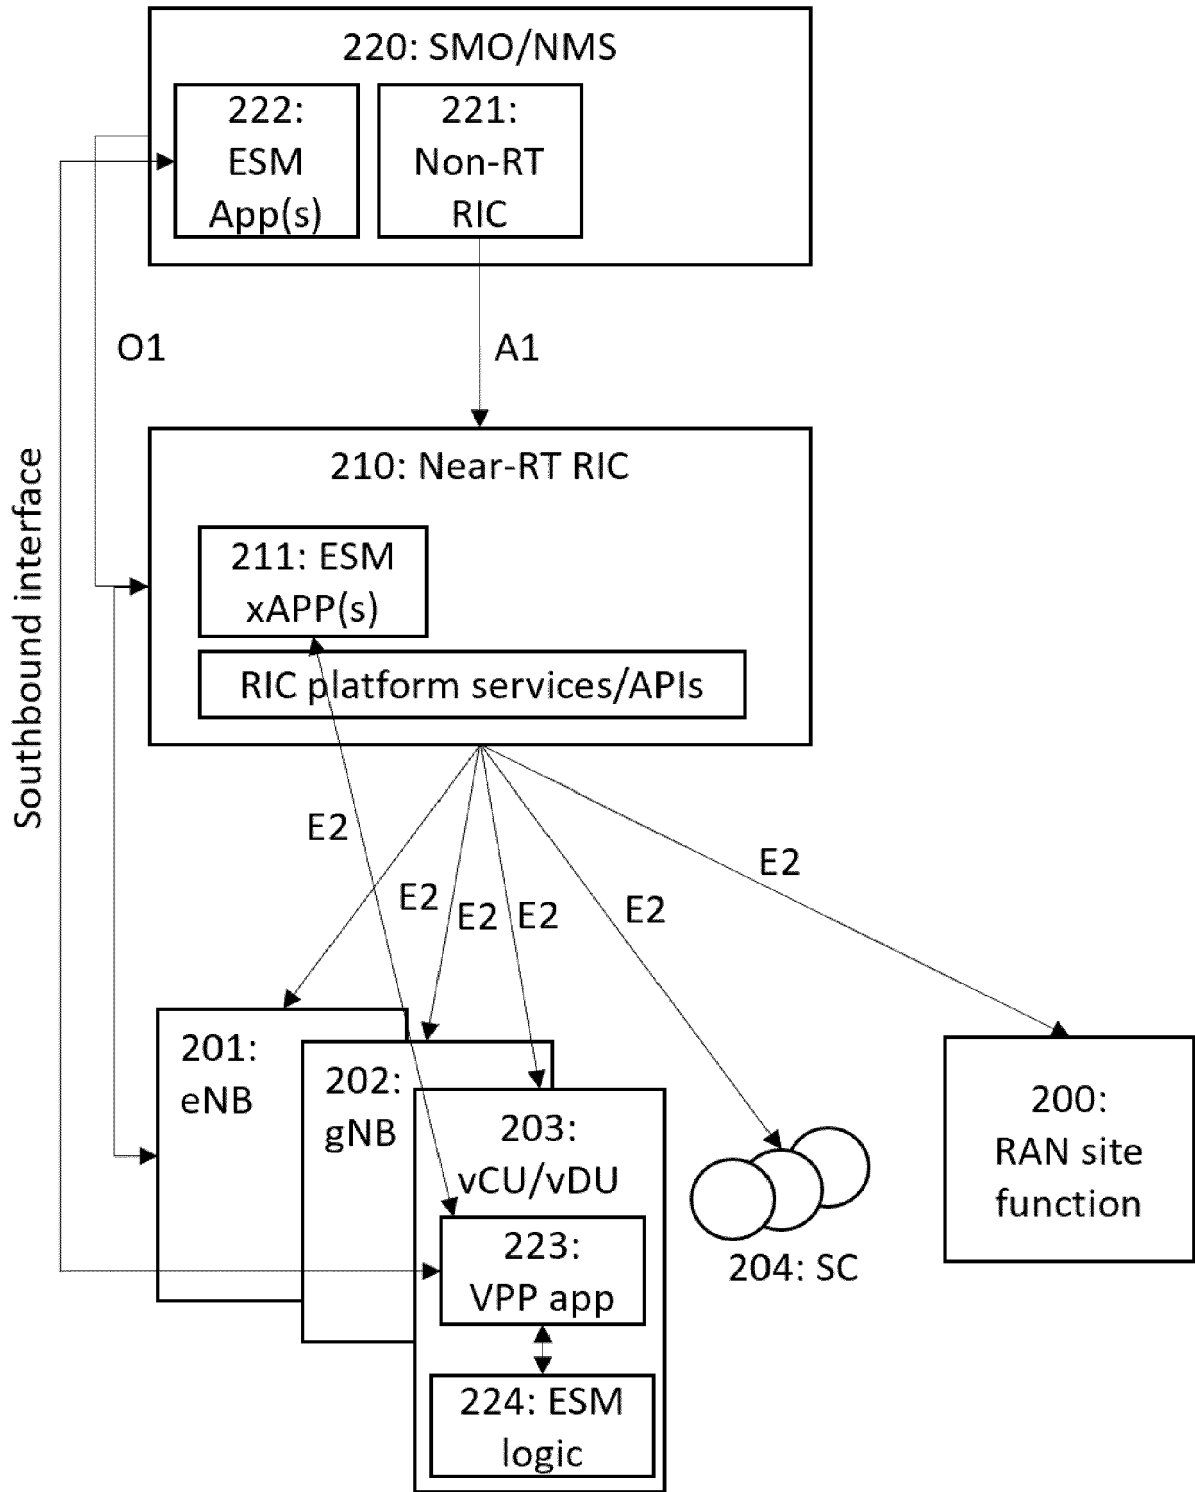 220: SMO/NMS
222:
ESM
App(s)
221:
Non-RT
RIC
O1
A1
Southbound interface
210: Near-RT RIC
211: ESM
xAPP(s)
RIC platform services/APIs
E2
E2
E2
E2
E2
E2
201:
eNB
202:
gNB
203:
vCU/vDU
223:
VPP app
224: ESM
logic
204: SC
200:
RAN site
function